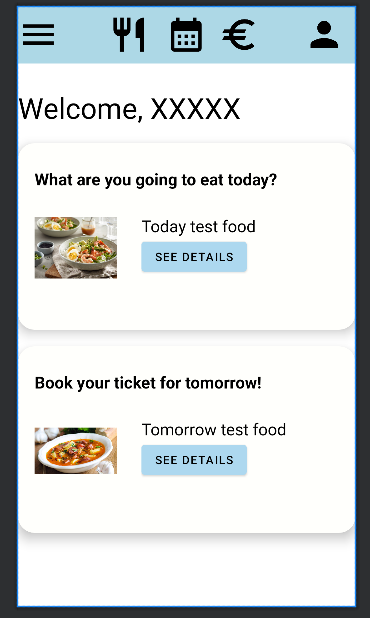 Welcome, XXXXX
What are you going to eat today?
Today test food
SEE DETAILS
Book your ticket for tomorrow!
Tomorrow test food
SEE DETAILS